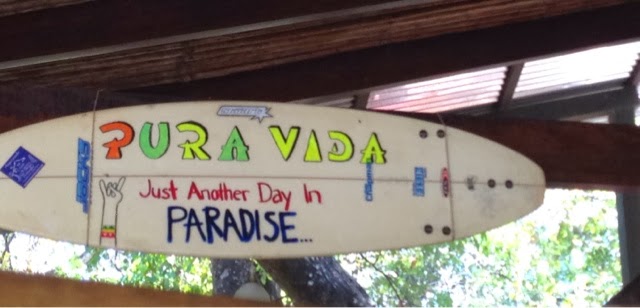 PURA VIDA
Just Another Day In
PARADISE...